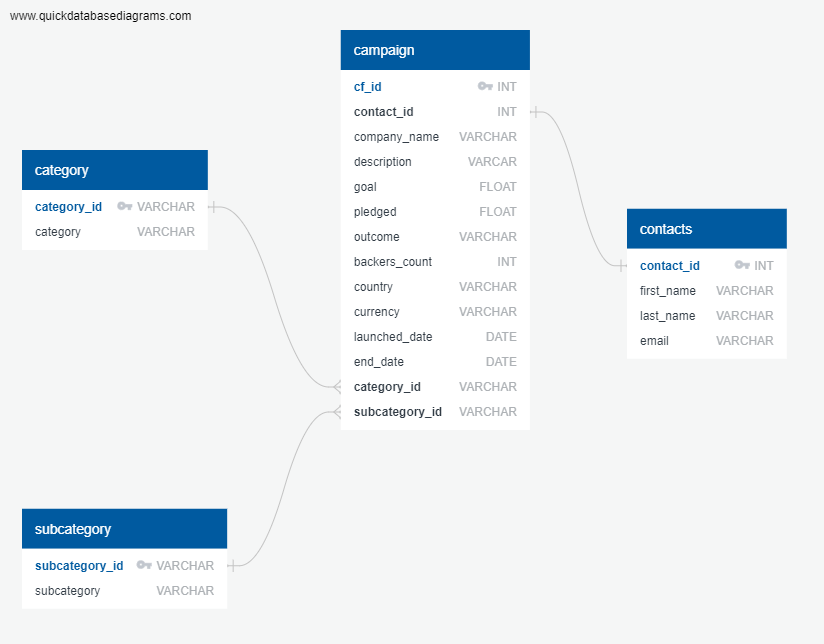 www.quickdatabasediagrams.com
campaign
cf_id INT
contact_id INT
company_name VARCHAR
description VARCAR
goal FLOAT
pledged FLOAT
outcome VARCHAR
backers_count INT
country VARCHAR
currency VARCHAR
launched_date DATE
end_date DATE
category_id VARCHAR
subcategory_id VARCHAR
category
category_id VARCHAR
category VARCHAR
contacts
contact_id INT
first_name VARCHAR
last_name VARCHAR
email VARCHAR
subcategory
subcategory_id VARCHAR
subcategory VARCHAR